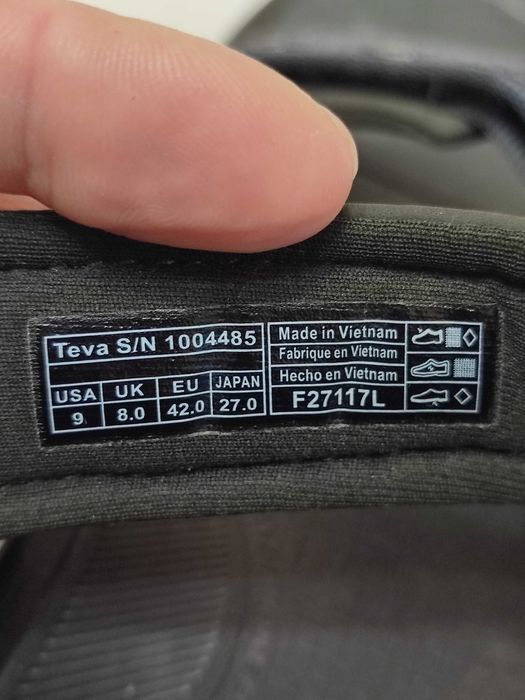 Teva S/N 1004485
USA UK EU JAPAN
9 8.0 42.0 27.0
Made in Vietnam
Fabrique en Vietnam
Hecho en Vietnam
F27117L